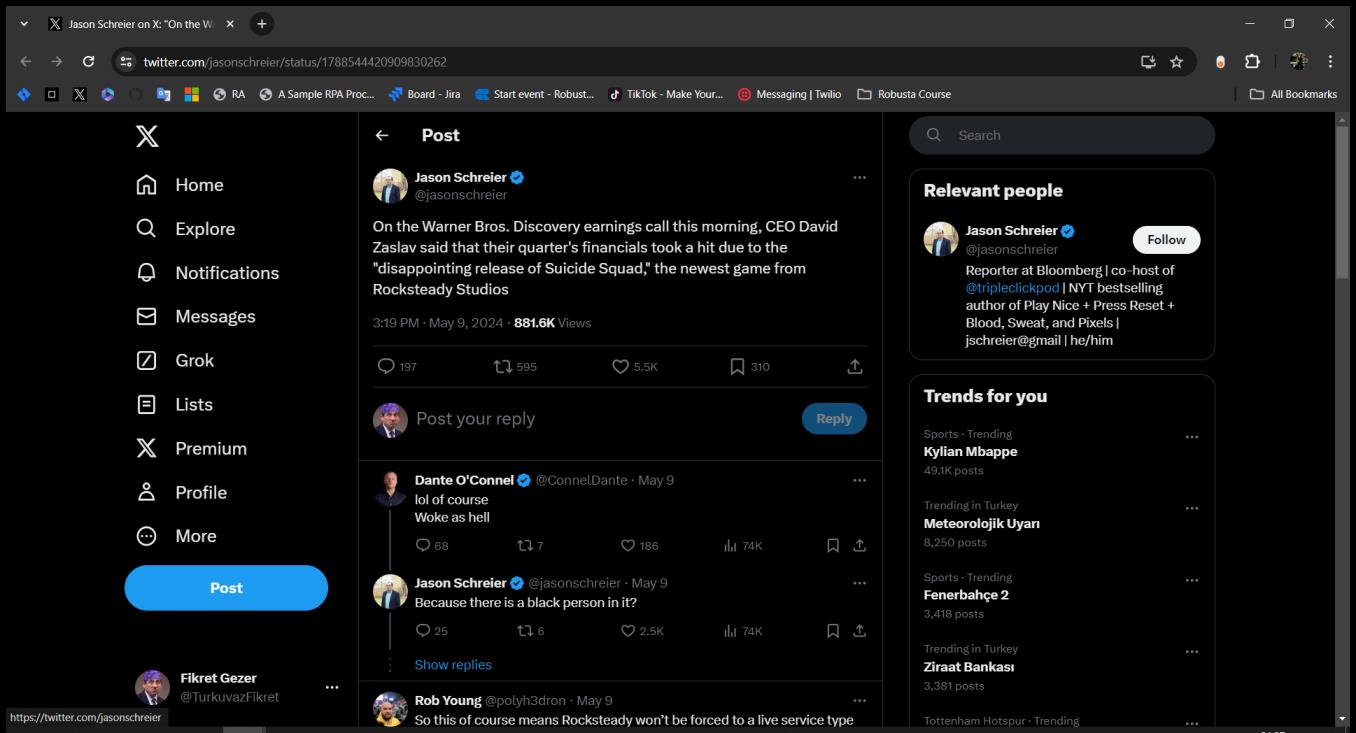 Jason Schreier on X: "On the W
twitter.com/jasonschreier/status/1788544420909830262
RA
A Sample RPA Proc...
Board - Jira
Start event - Robust...
TikTok - Make Your...
Messaging | Twilio
Robusta Course
All Bookmarks
Home
Explore
Notifications
Messages
Grok
Lists
Premium
Profile
More
Post
Fikret Gezer
@TurkuvazFikret
https://twitter.com/jasonschreier
Post
Jason Schreier
@jasonschreier
On the Warner Bros. Discovery earnings call this morning, CEO David
Zaslav said that their quarter's financials took a hit due to the
"disappointing release of Suicide Squad," the newest game from
Rocksteady Studios
3:19 PM · May 9, 2024 · 881.6K Views
197 595 5.5K 310
Post your reply
Reply
Dante O'Connel @ConnelDante · May 9
lol of course
Woke as hell
68 7 186 74K
Jason Schreier @jasonschreier · May 9
Because there is a black person in it?
25 6 2.5K 74K
Show replies
Rob Young @polyh3dron · May 9
So this of course means Rocksteady won't be forced to a live service type
Search
Relevant people
Jason Schreier
@jasonschreier
Follow
Reporter at Bloomberg | co-host of
@tripleclickpod | NYT bestselling
author of Play Nice + Press Reset +
Blood, Sweat, and Pixels |
jschreier@gmail | he/him
Trends for you
Sports · Trending
Kylian Mbappe
49.1K posts
Trending in Turkey
Meteorolojik Uyarı
8,250 posts
Sports · Trending
Fenerbahçe 2
3,418 posts
Trending in Turkey
Ziraat Bankası
3,381 posts
Tottenham Hotspur · Trending